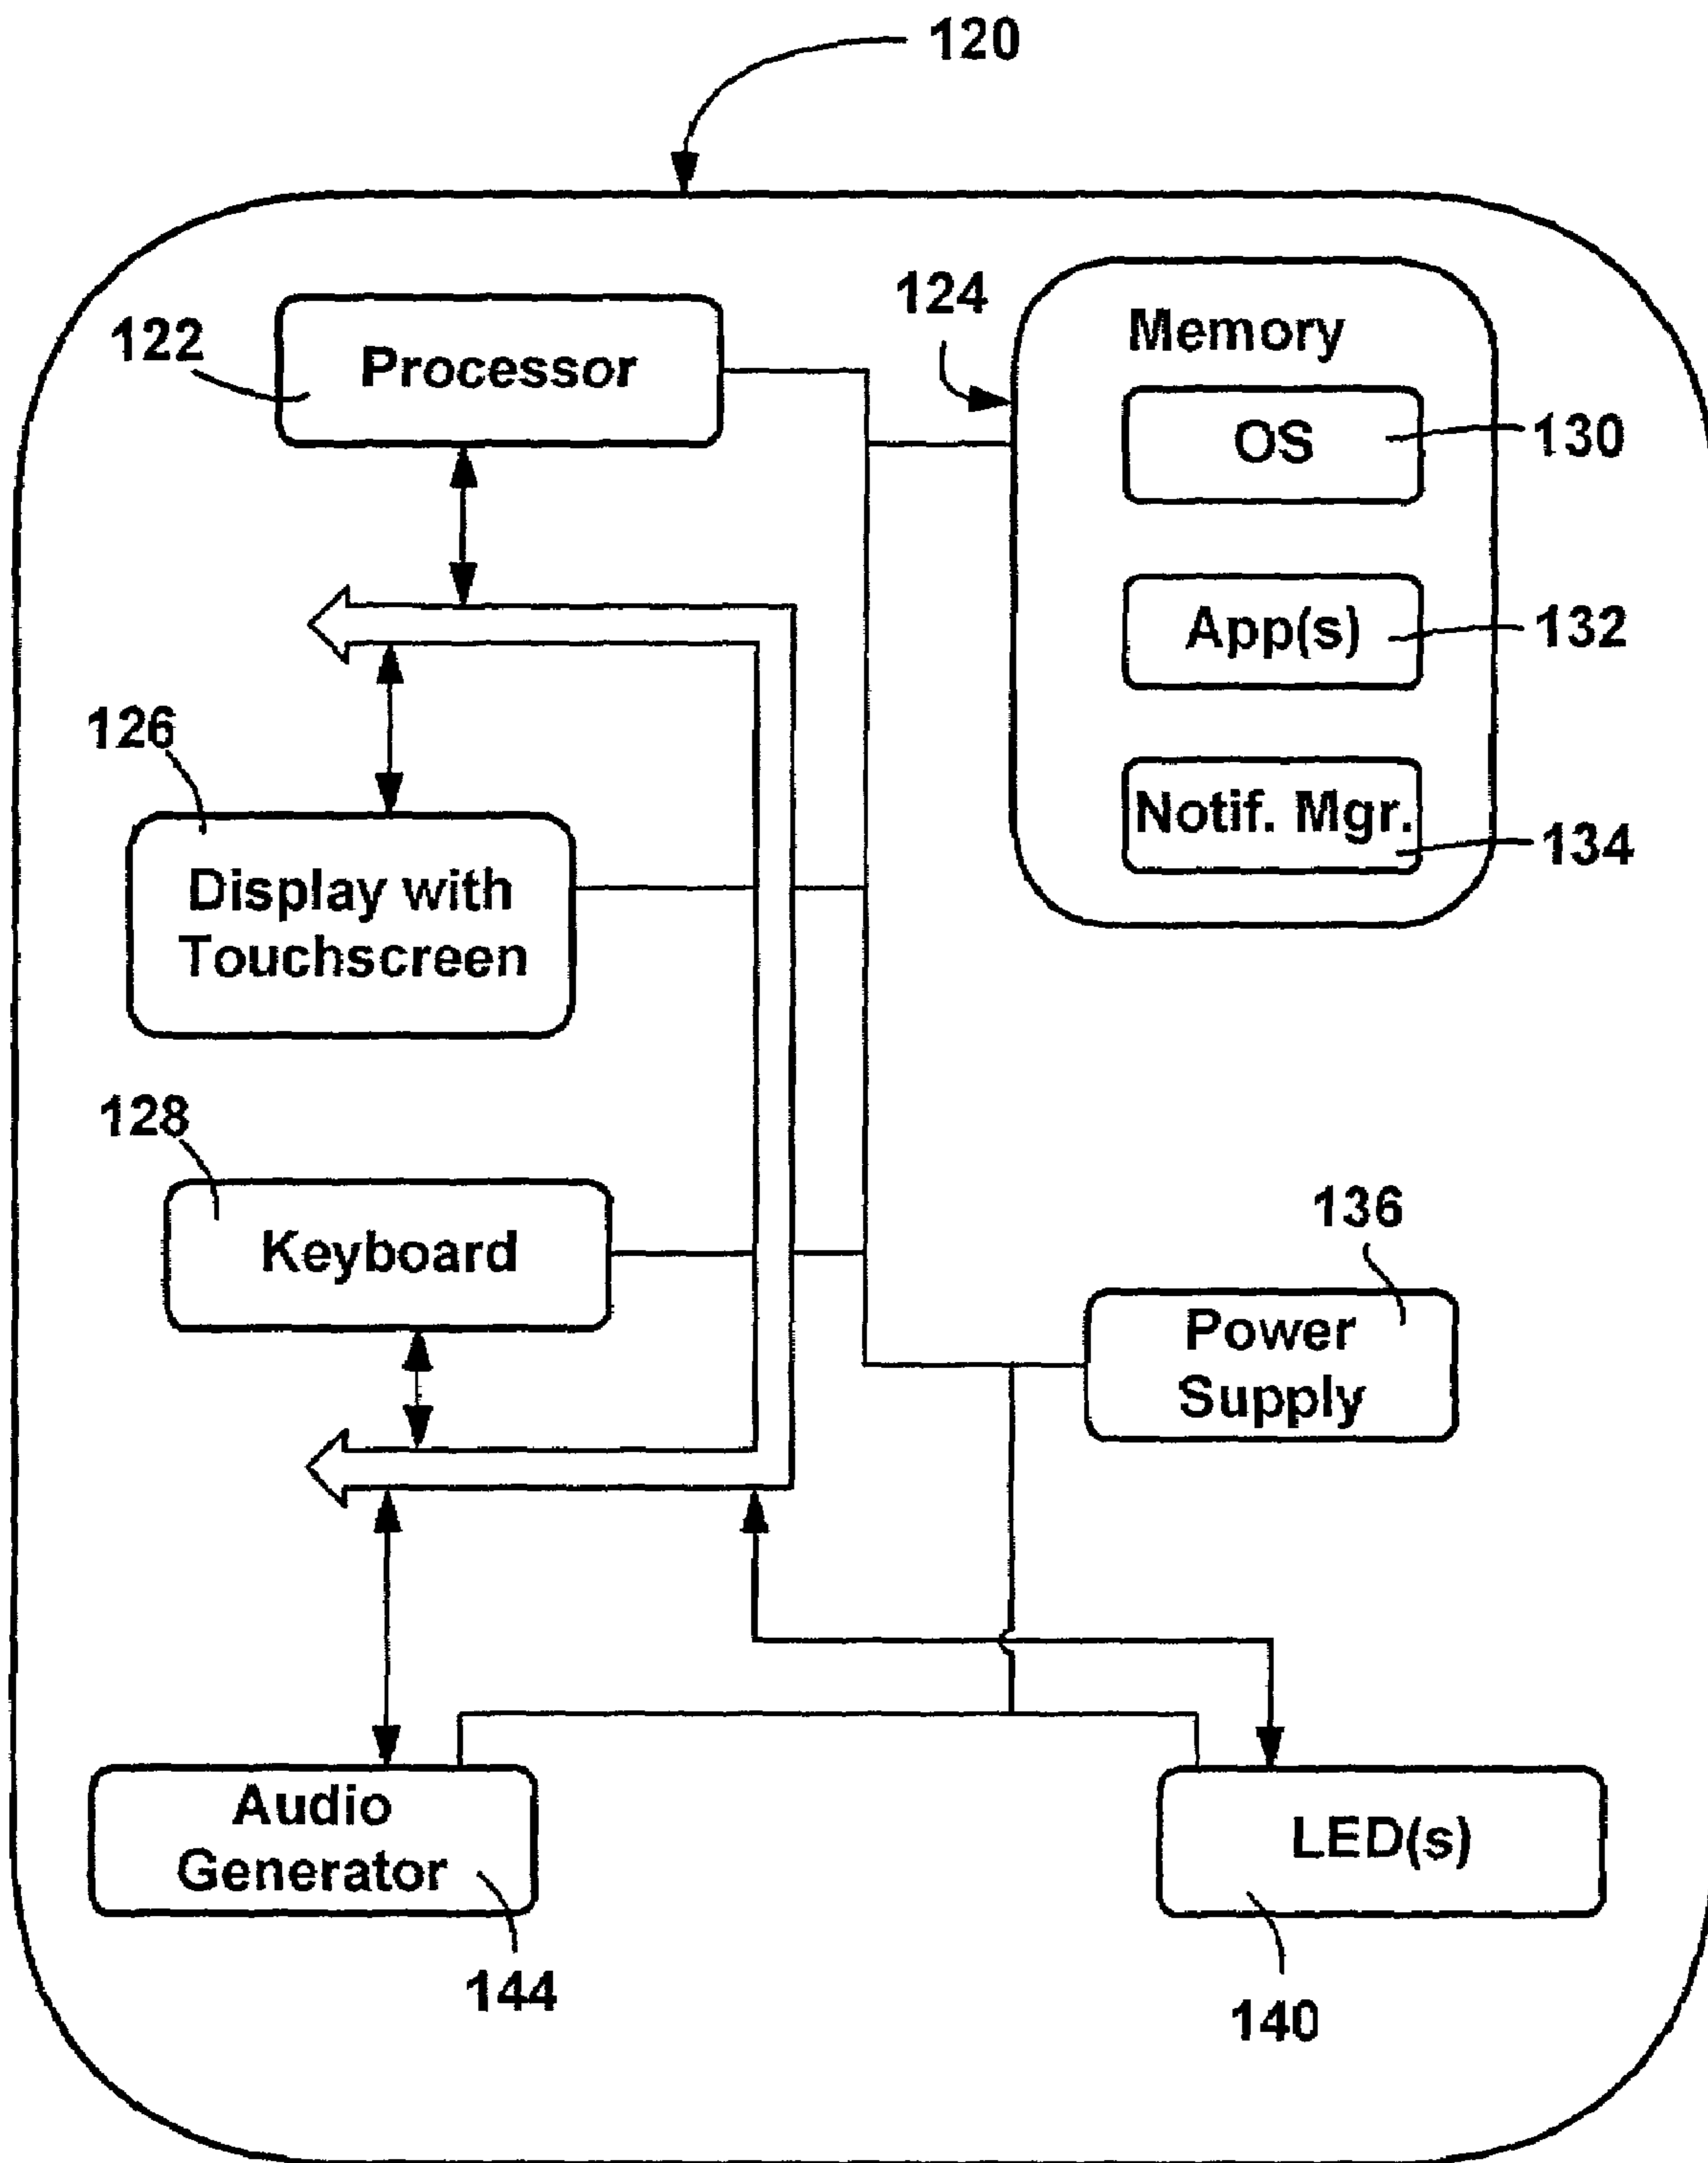 120
124
Memory
122
Processor
OS
130
App(s)
132
126
Notif. Mgr.
134
Display with
Touchscreen
128
Keyboard
136
Power
Supply
Audio
Generator
LED(s)
144
140